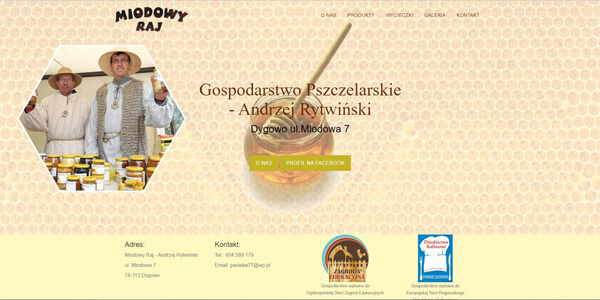 MIODOWY
RAJ
O NAS PRODUKTY WYCIECZKI GALERIA KONTAKT
Gospodarstwo Pszczelarskie
- Andrzej Rytwiński
Dygowo ul.Miodowa 7
O NAS PROFIL NA FACEBOOK
Adres:
Miodowy Raj - Andrzej Rytwiński
ul. Miodowa 7
78-113 Dygowo
Kontakt:
Tel: 504 589 179
Email: pasieka77@wp.pl
ZAGRODA
EDUKACYJNA
Gospodarstwo wpisane do
Ogólnopolskiej Sieci Zagród Edukacyjnych
Dziedzictwo
Kulinarne
POMORZE ZACHODNIE
Gospodarstwo wpisane do
Europejskiej Sieci Regionalnego